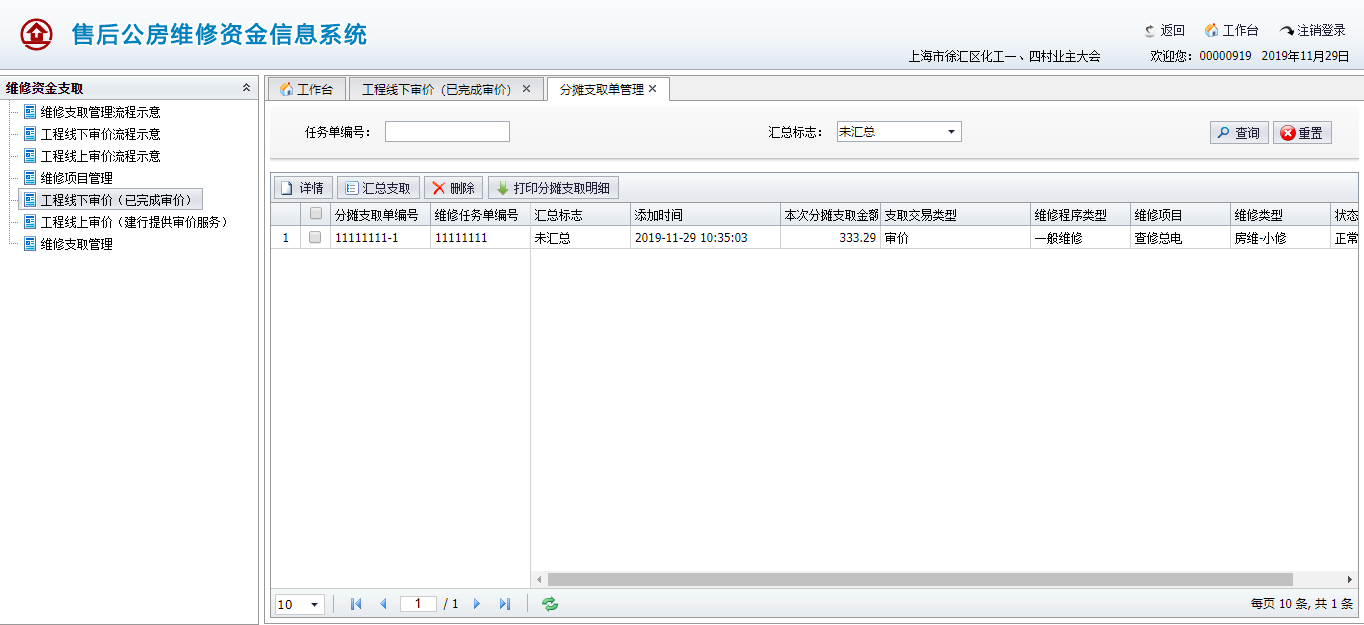 售后公房维修资金信息系统
返回 工作台 注销登录
上海市徐汇区化工一、四村业主大会 欢迎您：00000919 2019年11月29日
维修资金支取
维修支取管理流程示意
工程线下审价流程示意
工程线上审价流程示意
维修项目管理
工程线下审价（已完成审价）
工程线上审价（建行提供审价服务）
维修支取管理
工作台 工程线下审价（已完成审价） 分摊支取单管理
任务单编号： 汇总标志： 未汇总 查询 重置
详情 汇总支取 删除 打印分摊支取明细
分摊支取单编号 维修任务单编号 汇总标志 添加时间 本次分摊支取金额 支取交易类型 维修程序类型 维修项目 维修类型 状态
1 11111111-1 11111111 未汇总 2019-11-29 10:35:03 333.29 审价 一般维修 查修总电 房维-小修 正常
10 1 / 1 每页 10 条, 共 1 条